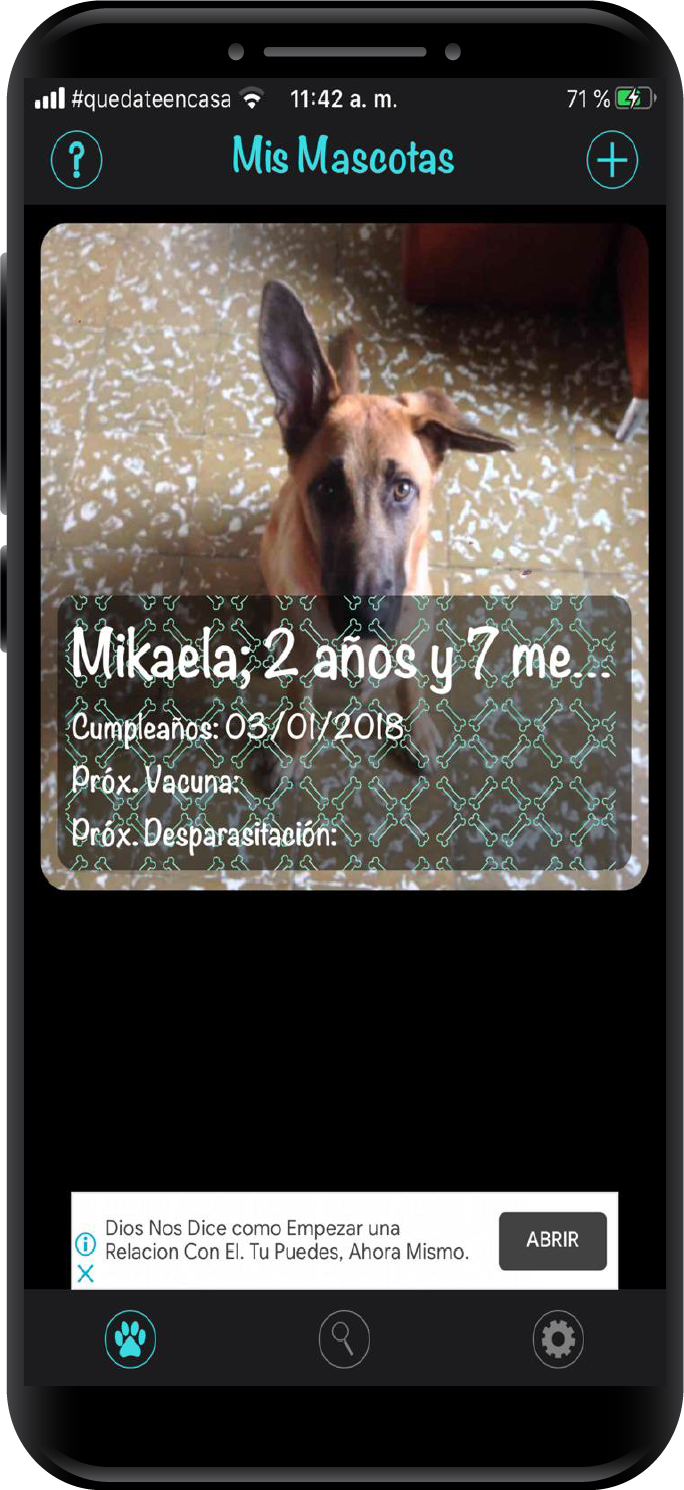 #quedateencasa 11:42 a. m. 71 %
? Mis Mascotas +
Mikaela; 2 años y 7 me...
Cumpleaños: 03/01/2018
Próx. Vacuna:
Próx. Desparasitación:
Dios Nos Dice como Empezar una
Relacion Con El. Tu Puedes, Ahora Mismo.
ABRIR